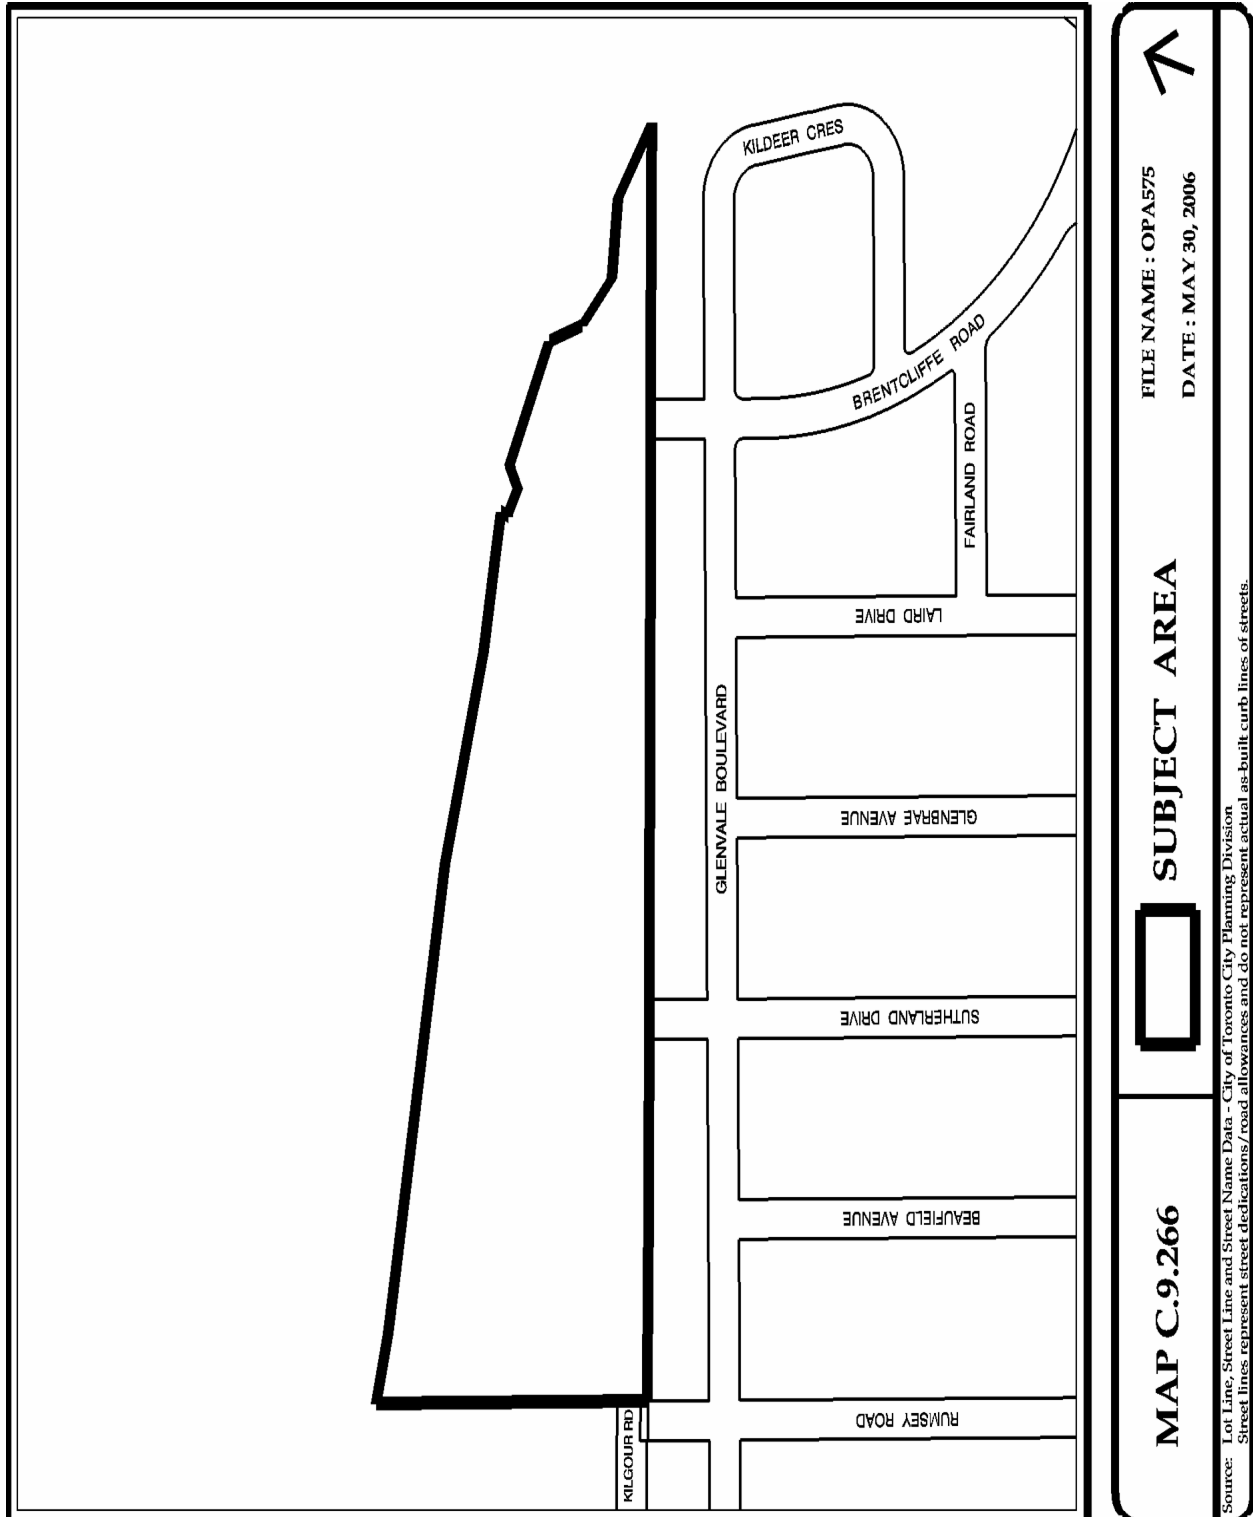 KILDEER CRES
BRENTCLIFFE ROAD
FAIRLAND ROAD
LAIRD DRIVE
GLENVALE BOULEVARD
GLENBRAE AVENUE
SUTHERLAND DRIVE
BEAUFIELD AVENUE
RUMSEY ROAD
KILGOUR RD
MAP C.9.266
SUBJECT AREA
FILE NAME : OPA575
DATE : MAY 30, 2006
Source: Lot Line, Street Line and Street Name Data - City of Toronto City Planning Division
Street lines represent street dedications/road allowances and do not represent actual as-built curb lines of streets.